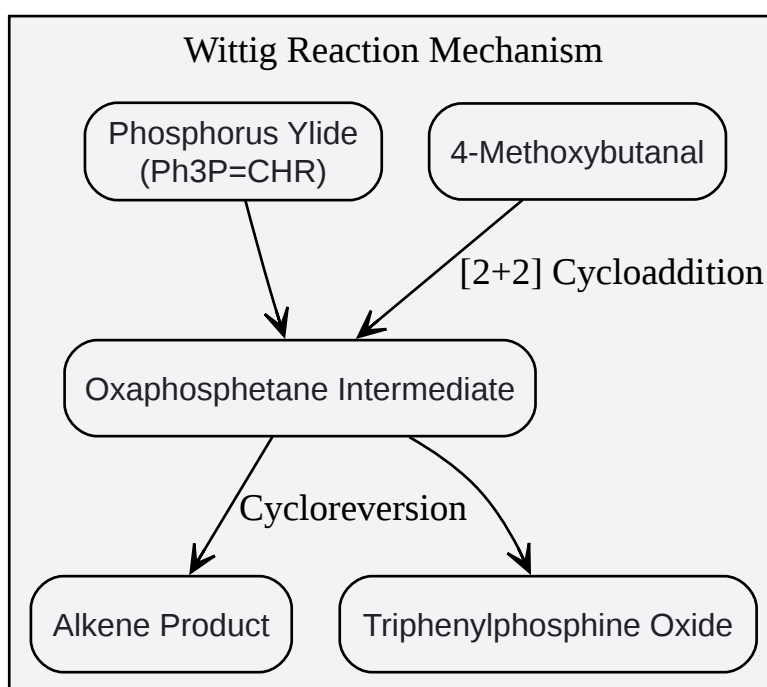 Wittig Reaction Mechanism
Phosphorus Ylide
(Ph3P=CHR)
4-Methoxybutanal
[2+2] Cycloaddition
Oxaphosphetane Intermediate
Cycloreversion
Alkene Product
Triphenylphosphine Oxide